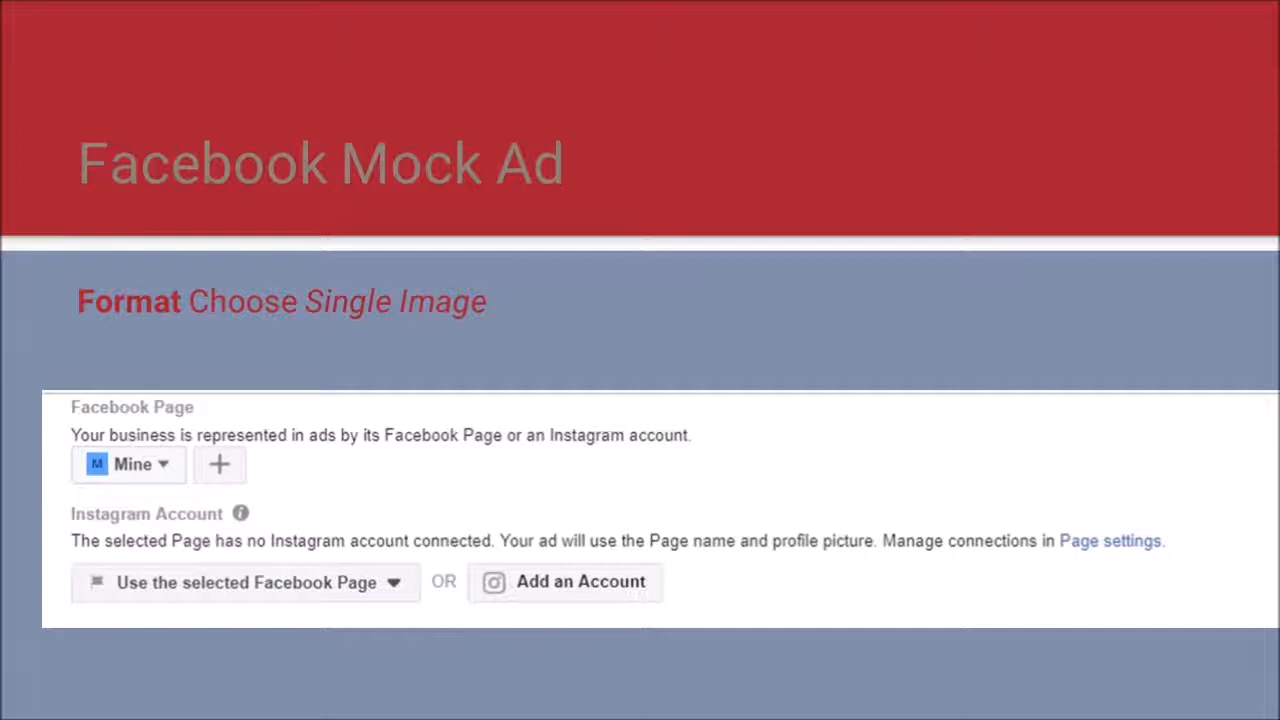 Facebook Mock Ad
Format Choose Single Image
Facebook Page
Your business is represented in ads by its Facebook Page or an Instagram account.
M Mine
Instagram Account
The selected Page has no Instagram account connected. Your ad will use the Page name and profile picture. Manage connections in Page settings.
Use the selected Facebook Page OR Add an Account